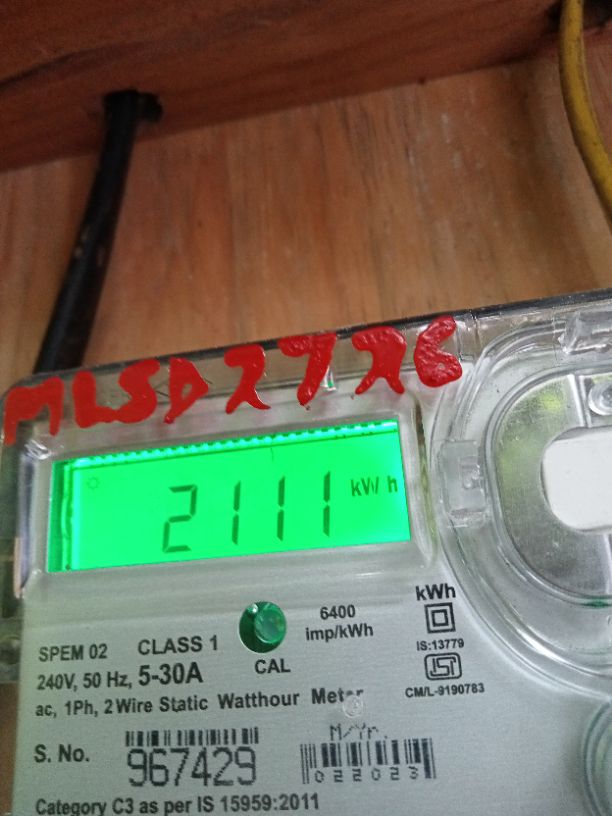 MLSD2726
2111 kW h
6400
imp/kWh
kWh
SPEM 02 CLASS 1
CAL
IS:13779
240V, 50 Hz, 5-30A
CM/L-9190783
ac, 1Ph, 2 Wire Static Watthour Meter
M/Yr.
S. No. 967429
022023
Category C3 as per IS 15959:2011